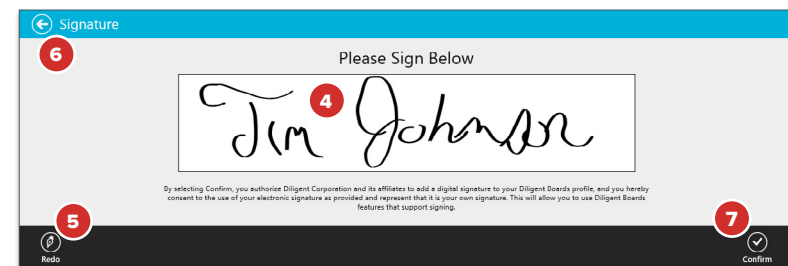 Signature
6
Please Sign Below
4
Jim Johnson
By selecting Confirm, you authorize Diligent Corporation and its affiliates to add a digital signature to your Diligent Boards profile, and you hereby
consent to the use of your electronic signature as provided and represent that it is your own signature. This will allow you to use Diligent Boards
features that support signing.
5
7
Redo
Confirm